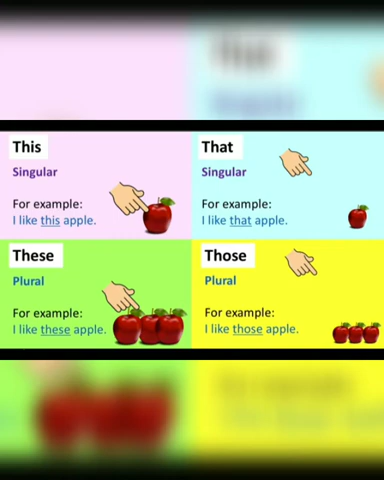 This
Singular
For example:
I like this apple.
That
Singular
For example:
I like that apple.
These
Plural
For example:
I like these apple.
Those
Plural
For example:
I like those apple.